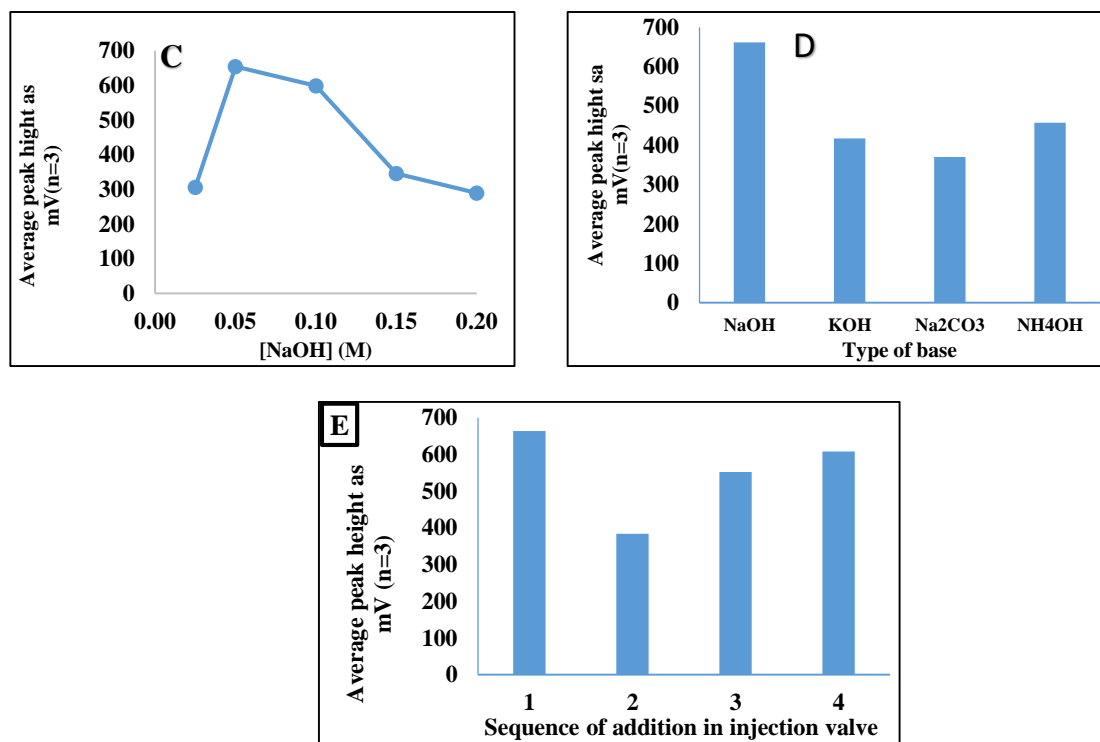 C
Average peak hight as
mV(n=3)
700
600
500
400
300
200
100
0
0.00 0.05 0.10 0.15 0.20
[NaOH] (M)
D
Average peak hight sa
mV(n=3)
700
600
500
400
300
200
100
0
NaOH KOH Na2CO3 NH4OH
Type of base
E
Average peak height as
mV (n=3)
700
600
500
400
300
200
100
0
1 2 3 4
Sequence of addition in injection valve